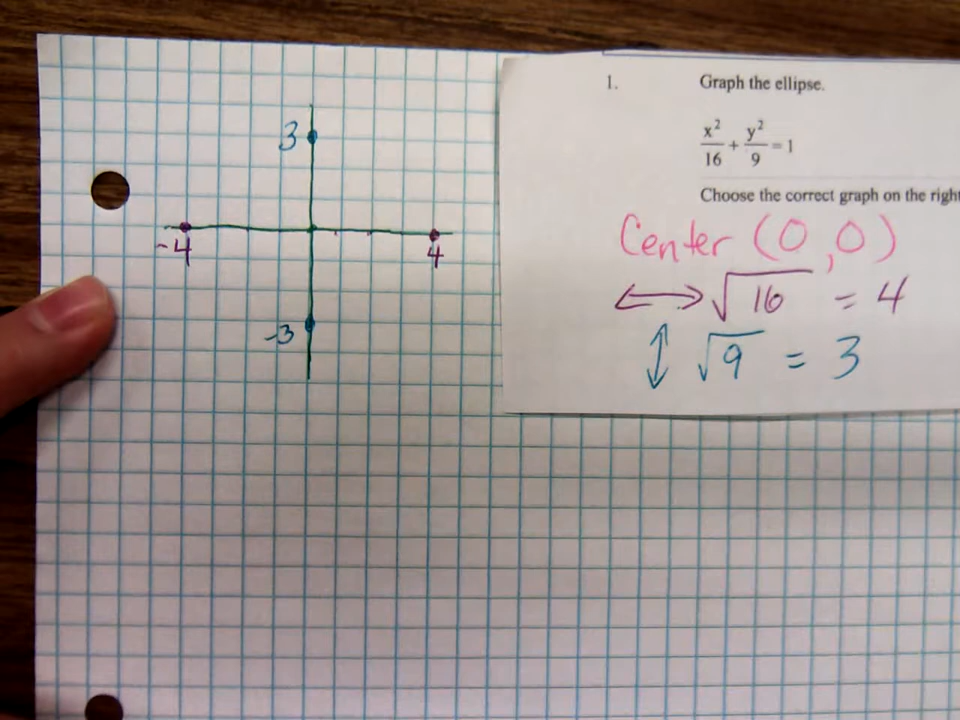 1. Graph the ellipse.
x²/16 + y²/9 = 1
Choose the correct graph on the right
Center (0,0)
↔ √16 = 4
↕ √9 = 3
3
-4 4
-3